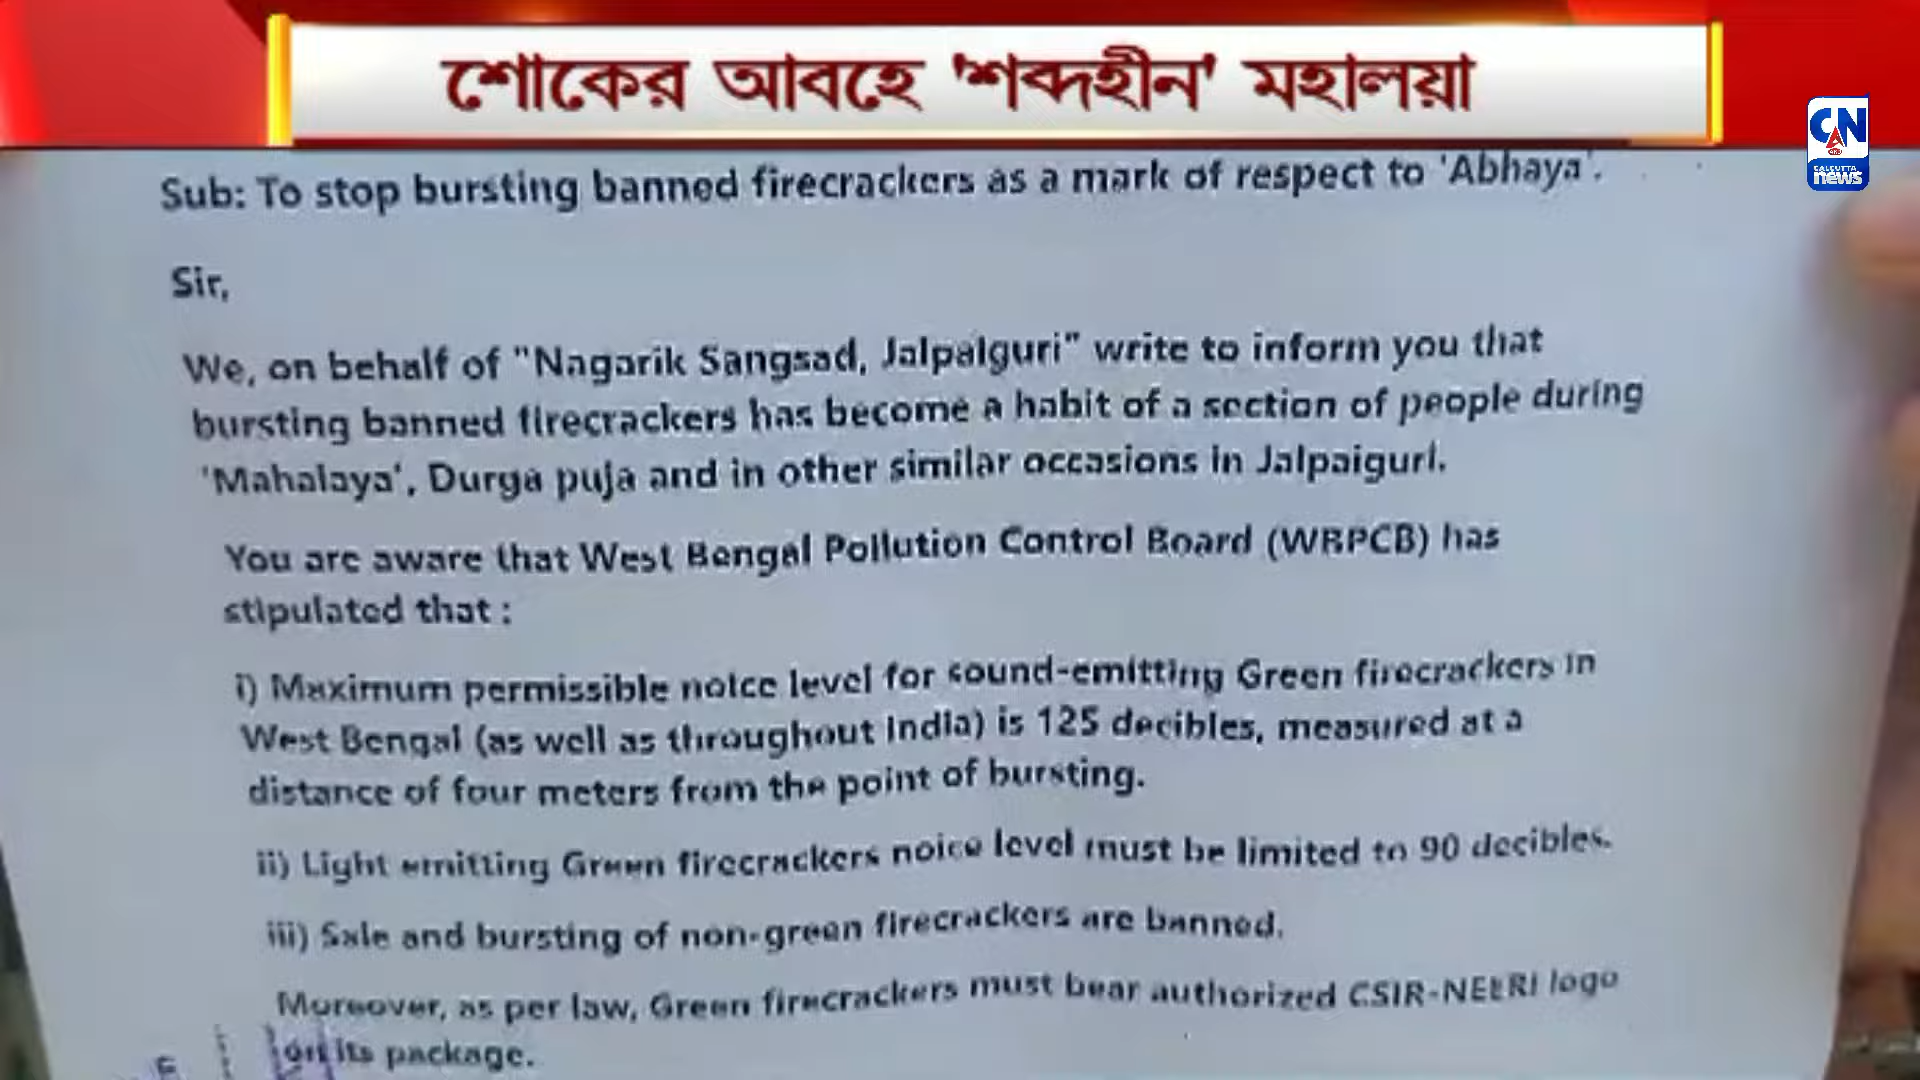 শোকের আবহে 'শব্দহীন' মহালয়া
CN
CALCUTTA
news
Sub: To stop bursting banned firecrackers as a mark of respect to 'Abhaya'.
Sir,
We, on behalf of "Nagarik Sangsad, Jalpaiguri" write to inform you that
bursting banned firecrackers has become a habit of a section of people during
'Mahalaya', Durga puja and in other similar occasions in Jalpaiguri.
You are aware that West Bengal Pollution Control Board (WBPCB) has
stipulated that :
i) Maximum permissible noice level for sound-emitting Green firecrackers in
West Bengal (as well as throughout India) is 125 decibles, measured at a
distance of four meters from the point of bursting.
ii) Light emitting Green firecrackers noice level must be limited to 90 decibles.
iii) Sale and bursting of non-green firecrackers are banned.
Moreover, as per law, Green firecrackers must bear authorized CSIR-NEERI logo
on its package.